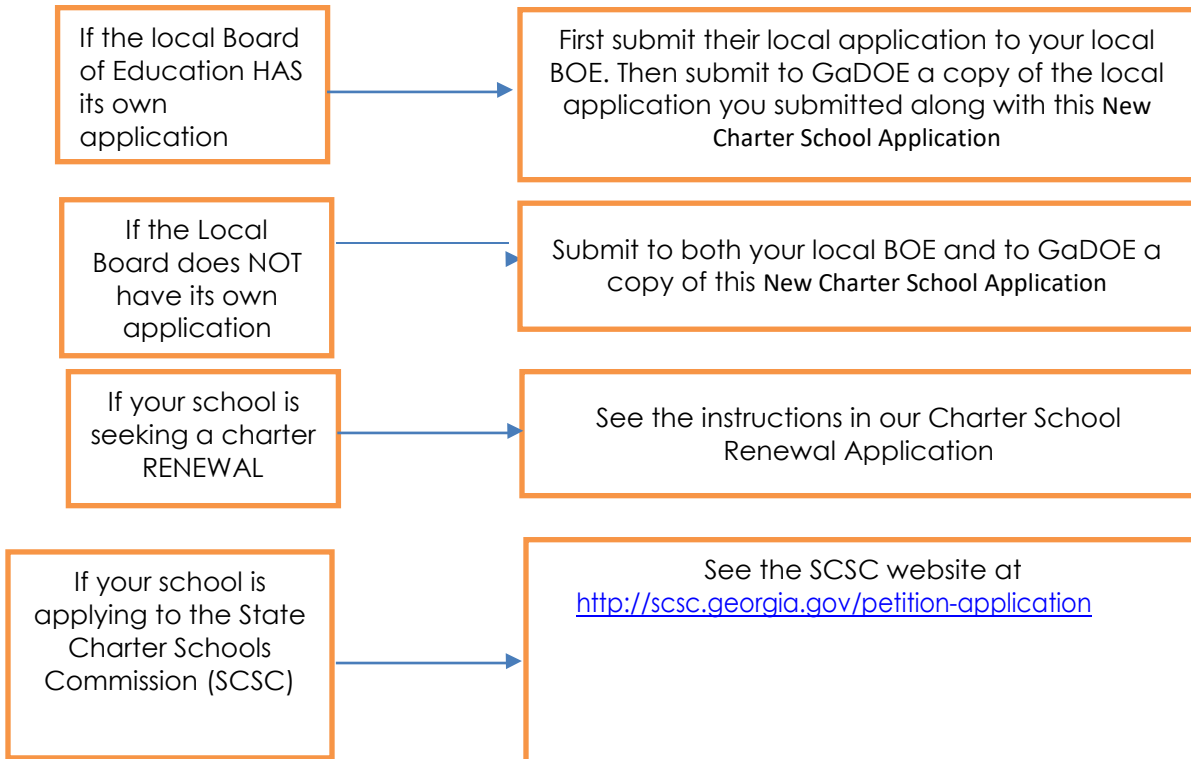 If the local Board
of Education HAS
its own
application
First submit their local application to your local
BOE. Then submit to GaDOE a copy of the local
application you submitted along with this New
Charter School Application
If the Local
Board does NOT
have its own
application
Submit to both your local BOE and to GaDOE a
copy of this New Charter School Application
If your school is
seeking a charter
RENEWAL
See the instructions in our Charter School
Renewal Application
If your school is
applying to the State
Charter Schools
Commission (SCSC)
See the SCSC website at
http://scsc.georgia.gov/petition-application